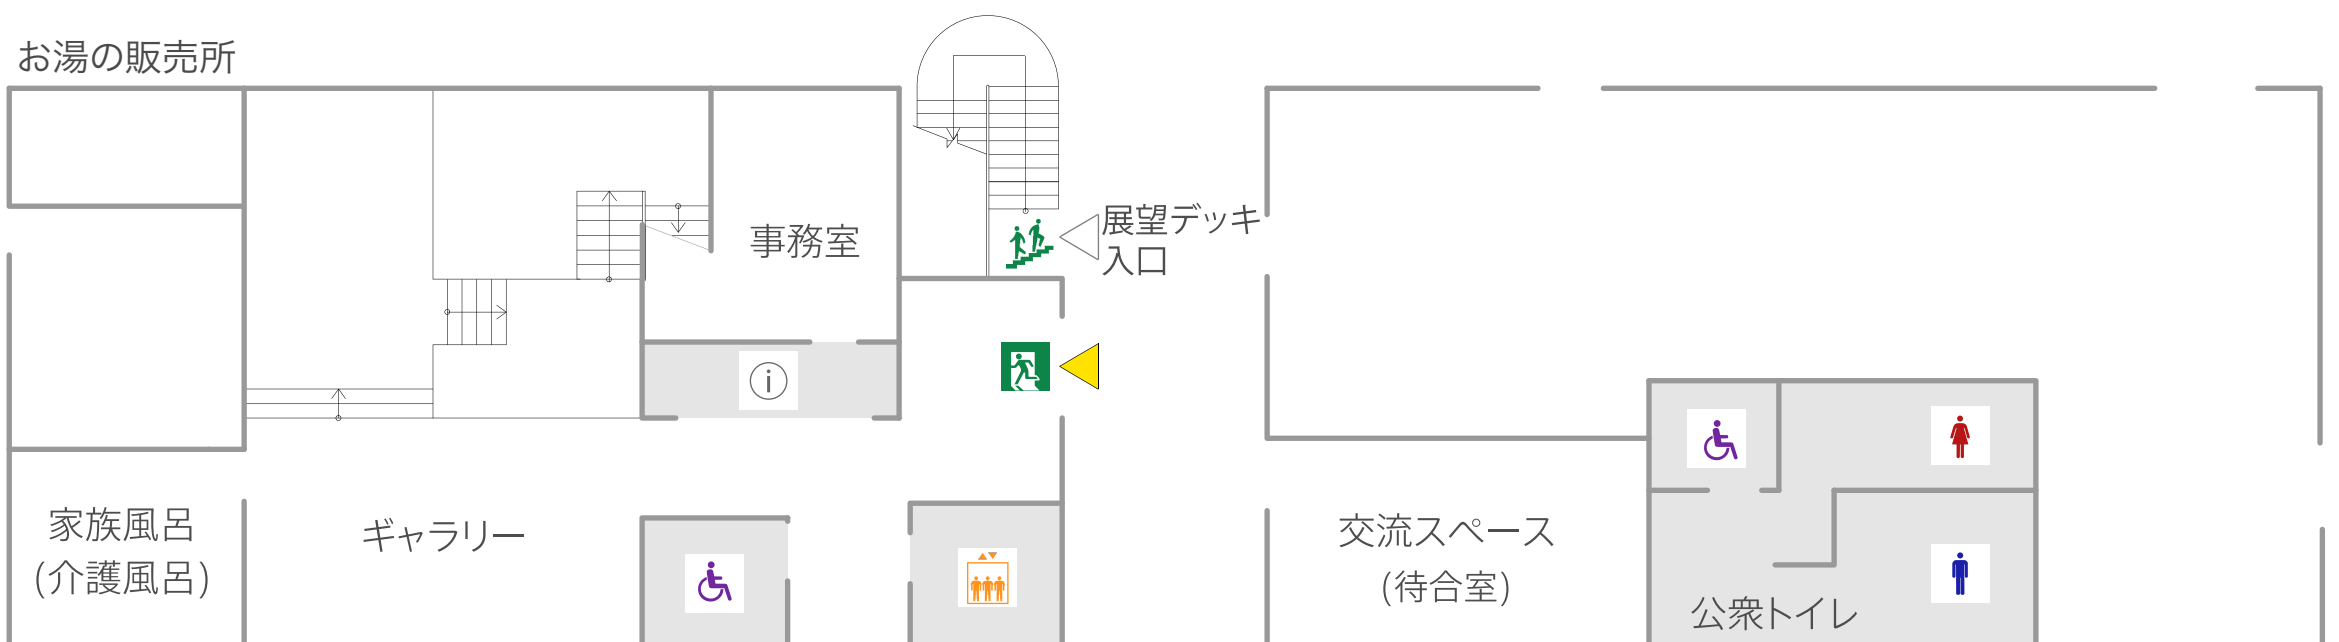 お湯の販売所
展望デッキ
入口
事務室
i
家族風呂
(介護風呂)
ギャラリー
交流スペース
(待合室)
公衆トイレ